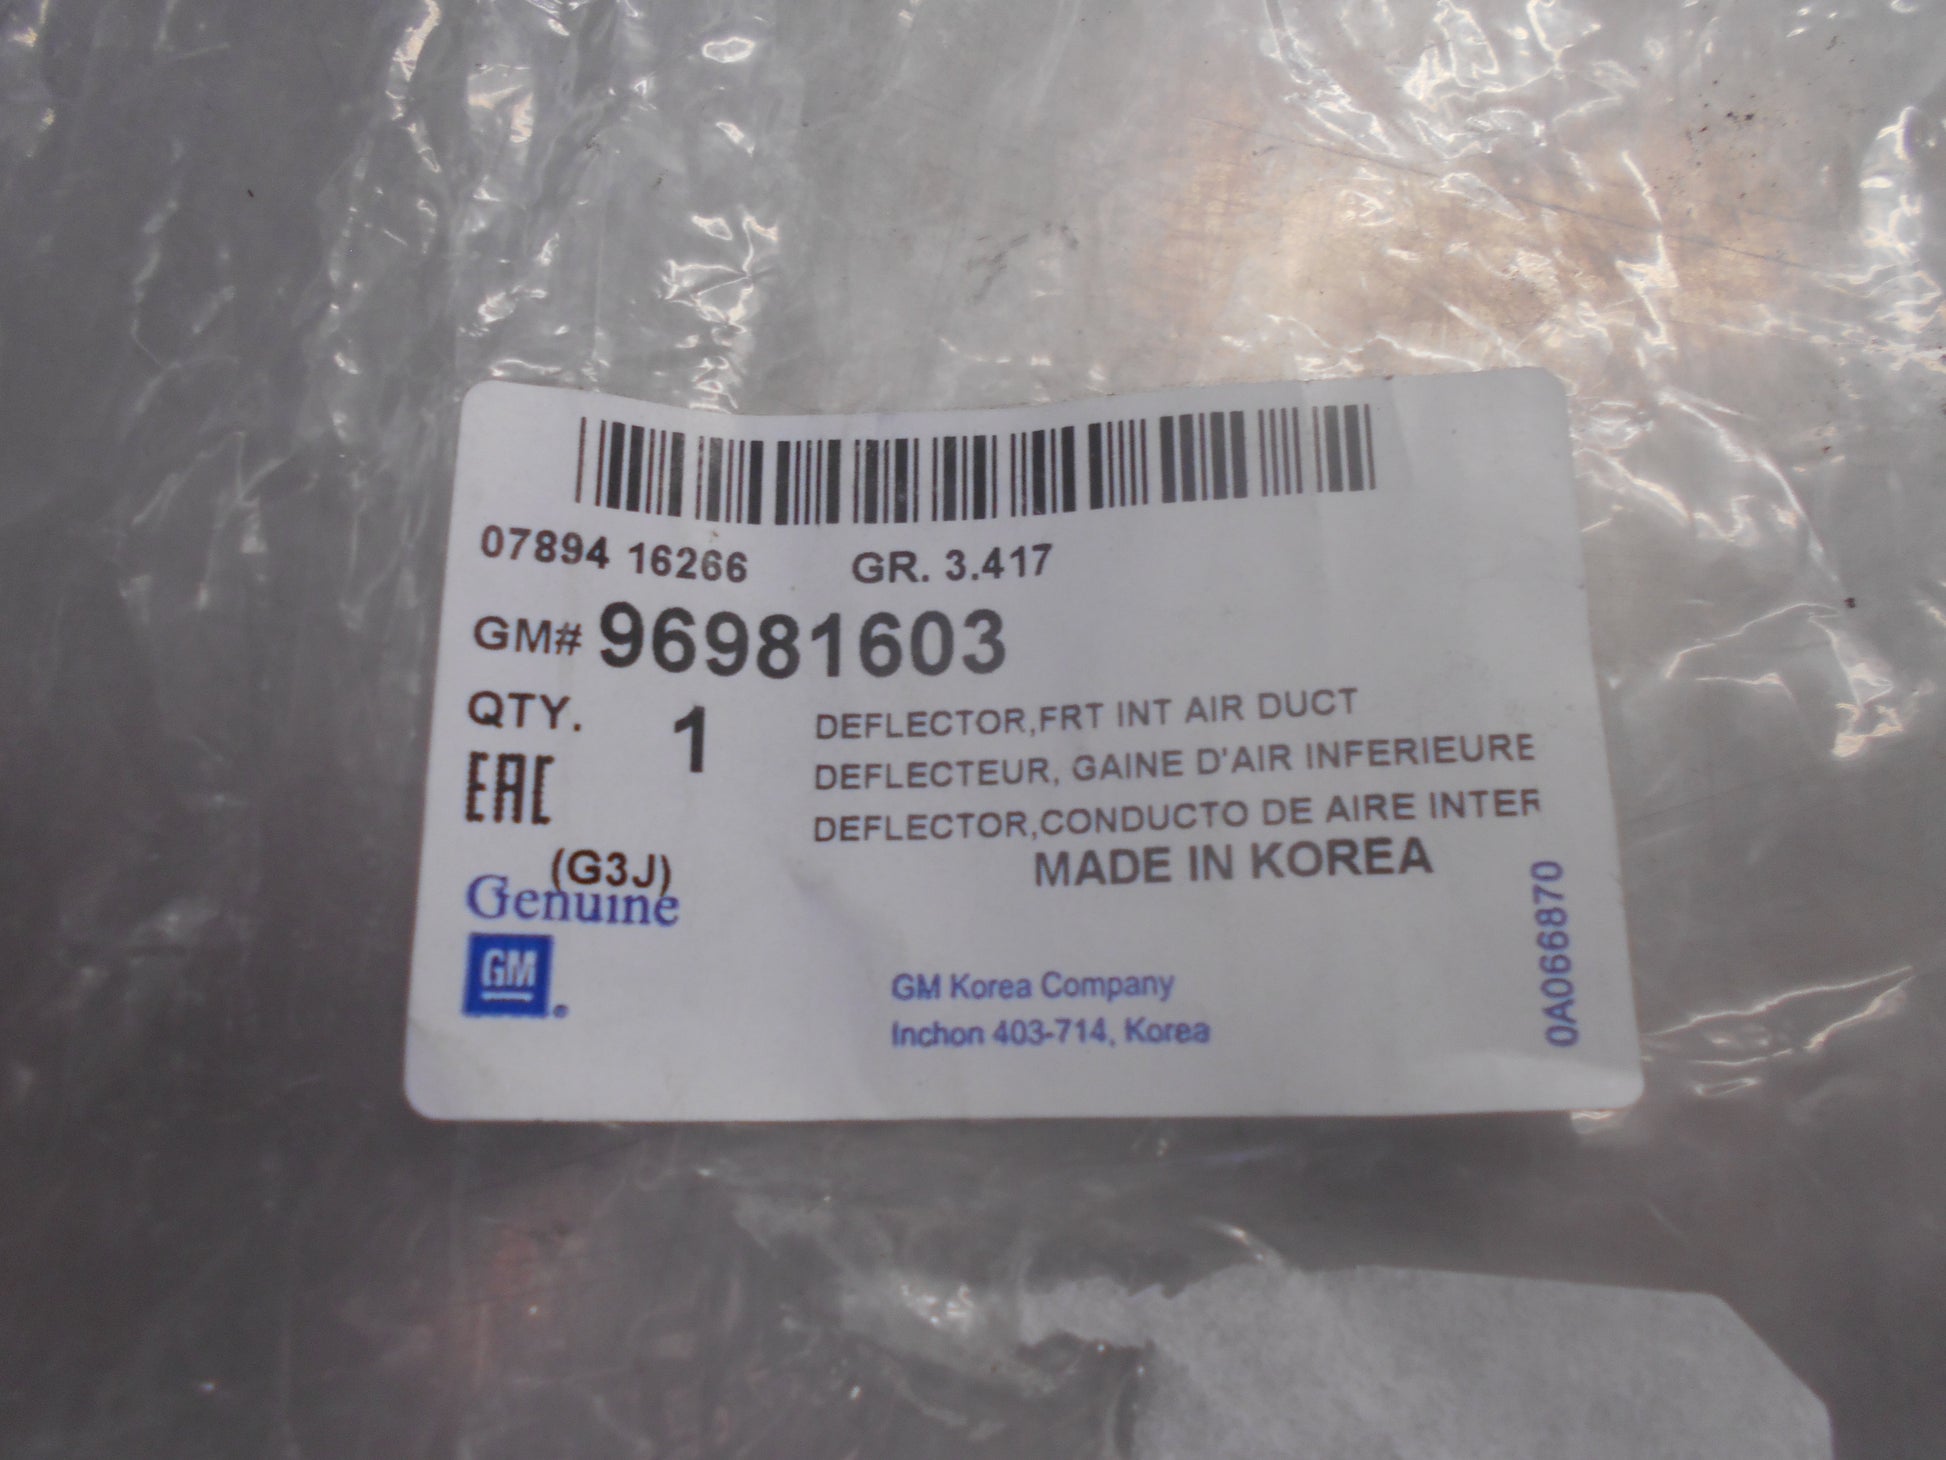 07894 16266 GR. 3.417
GM# 96981603
QTY. 1
DEFLECTOR,FRT INT AIR DUCT
DEFLECTEUR, GAINE D'AIR INFERIEURE
DEFLECTOR,CONDUCTO DE AIRE INTER
EAC
MADE IN KOREA
(G3J)
Genuine
GM
®
GM Korea Company
Inchon 403-714, Korea
0A066870